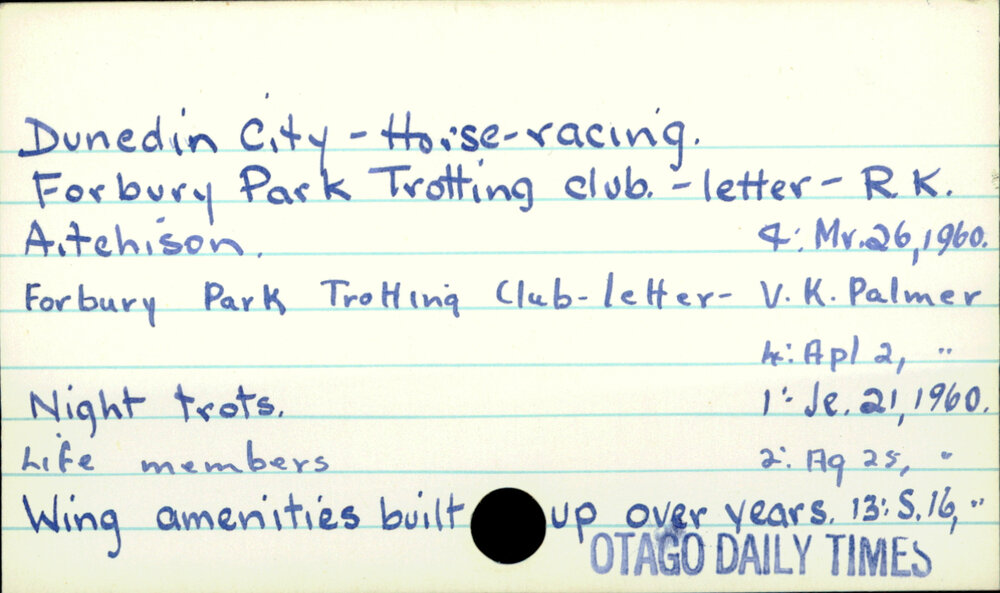 Dunedin City - Horse-racing.
Forbury Park Trotting club. - letter - R K.
Aitchison. 4: Mr. 26, 1960.
Forbury Park Trotting Club - letter - V. K. Palmer
4: Apl 2, "
Night trots. 1: Je. 21, 1960.
Life members 2: Ag 25, "
Wing amenities built up over years. 13: S. 16, "
OTAGO DAILY TIMES